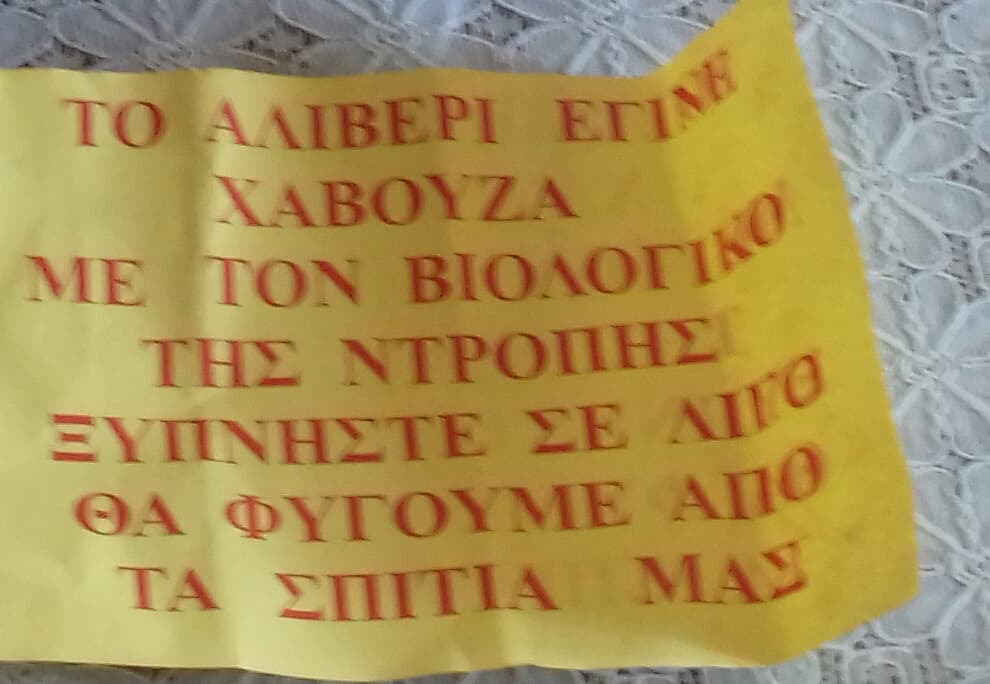 ΤΟ ΑΛΙΒΕΡΙ ΕΓΙΝΕ
ΧΑΒΟΥΖΑ
ΜΕ ΤΟΝ ΒΙΟΛΟΓΙΚΟ
ΤΗΣ ΝΤΡΟΠΗΣ
ΞΥΠΝΗΣΤΕ ΣΕ ΛΙΓΟ
ΘΑ ΦΥΓΟΥΜΕ ΑΠΟ
ΤΑ ΣΠΙΤΙΑ ΜΑΣ